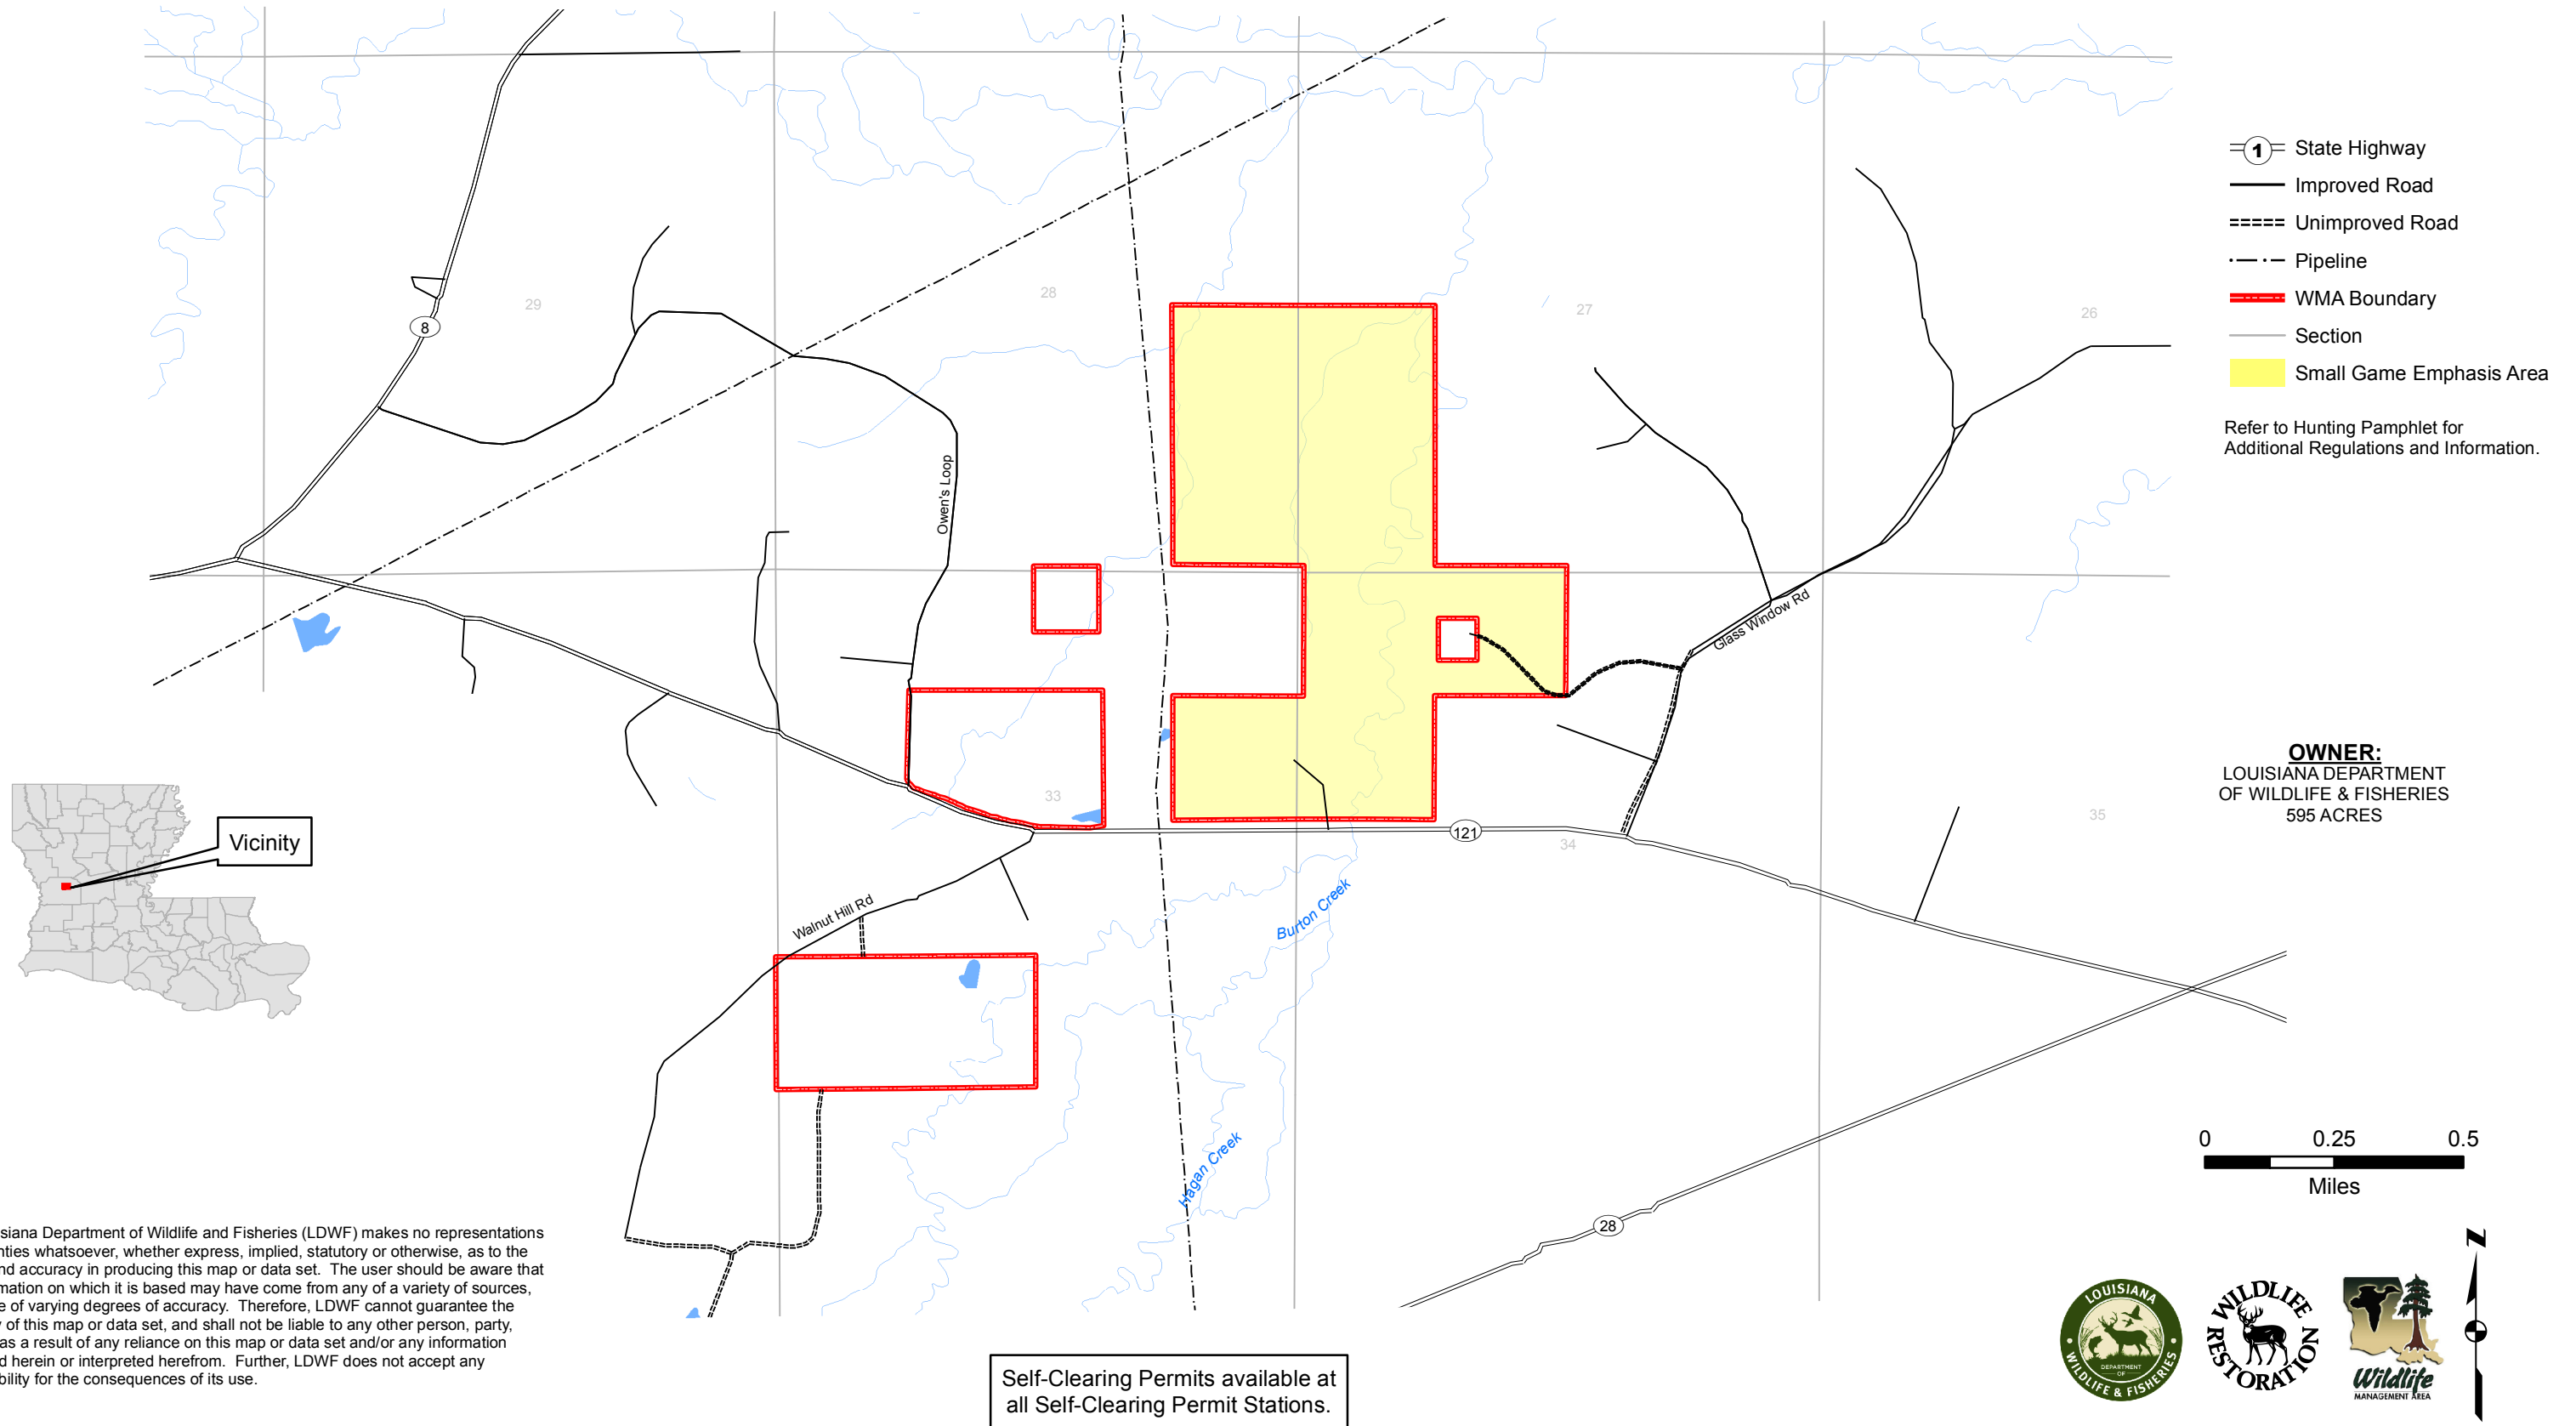 1
State Highway
Improved Road
Unimproved Road
Pipeline
WMA Boundary
Section
Small Game Emphasis Area
Refer to Hunting Pamphlet for
Additional Regulations and Information.
29
28
27
26
8
Owen's Loop
Glass Window Rd
33
121
34
35
Walnut Hill Rd
Burton Creek
Hagan Creek
28
Vicinity
OWNER:
LOUISIANA DEPARTMENT
OF WILDLIFE & FISHERIES
595 ACRES
0 0.25 0.5
Miles
siana Department of Wildlife and Fisheries (LDWF) makes no representations
nties whatsoever, whether express, implied, statutory or otherwise, as to the
nd accuracy in producing this map or data set. The user should be aware that
mation on which it is based may have come from any of a variety of sources,
e of varying degrees of accuracy. Therefore, LDWF cannot guarantee the
y of this map or data set, and shall not be liable to any other person, party,
as a result of any reliance on this map or data set and/or any information
d herein or interpreted herefrom. Further, LDWF does not accept any
bility for the consequences of its use.
Self-Clearing Permits available at
all Self-Clearing Permit Stations.
LOUISIANA
DEPARTMENT
OF
WILDLIFE & FISHERIES
WILDLIFE
RESTORATION
Wildlife
MANAGEMENT AREA
N